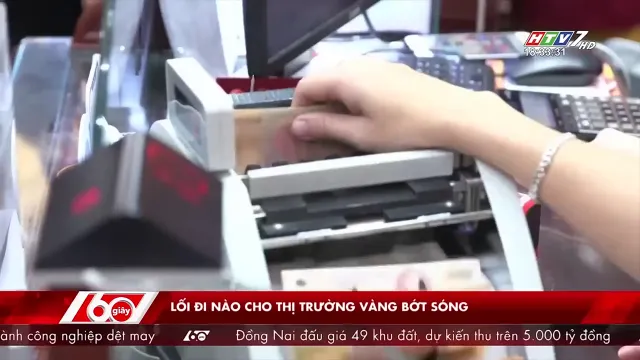 HTV7 HD
60 giây
LỐI ĐI NÀO CHO THỊ TRƯỜNG VÀNG BỚT SÓNG
ành công nghiệp dệt may 60 Đồng Nai đấu giá 49 khu đất, dự kiến thu trên 5.000 tỷ đồng